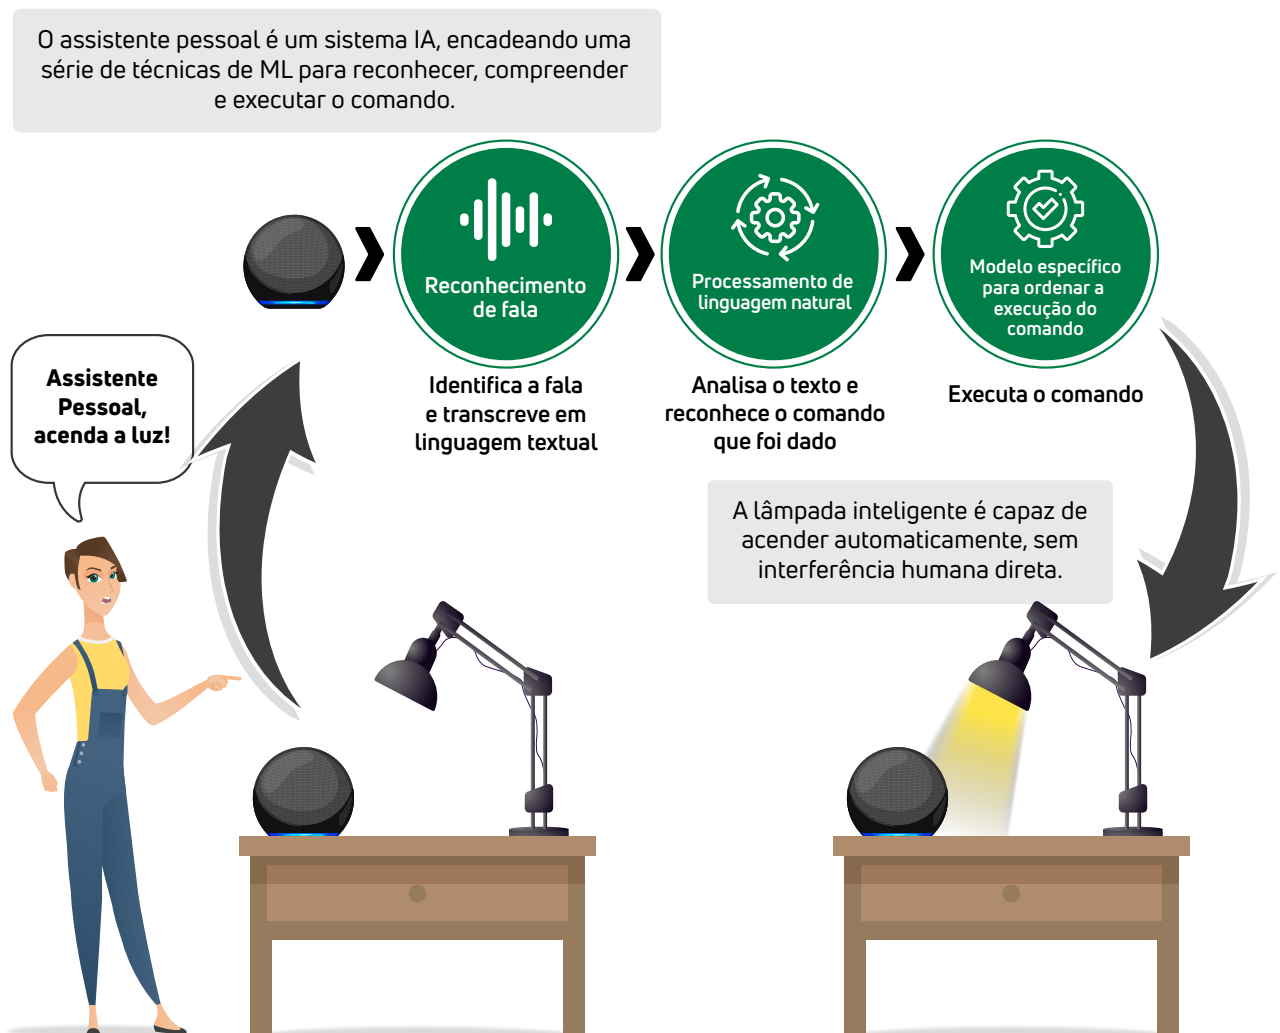 O assistente pessoal é um sistema IA, encadeando uma
série de técnicas de ML para reconhecer, compreender
e executar o comando.
Reconhecimento
de fala
Processamento de
linguagem natural
Modelo específico
para ordenar a
execução do
comando
Identifica a fala
e transcreve em
linguagem textual
Analisa o texto e
reconhece o comando
que foi dado
Executa o comando
Assistente
Pessoal,
acenda a luz!
A lâmpada inteligente é capaz de
acender automaticamente, sem
interferência humana direta.